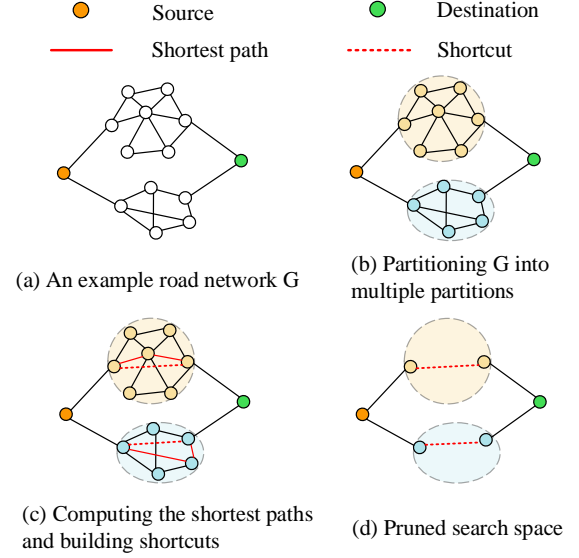 Source
Destination
Shortest path
Shortcut
(a) An example road network G
(b) Partitioning G into
multiple partitions
(c) Computing the shortest paths
and building shortcuts
(d) Pruned search space